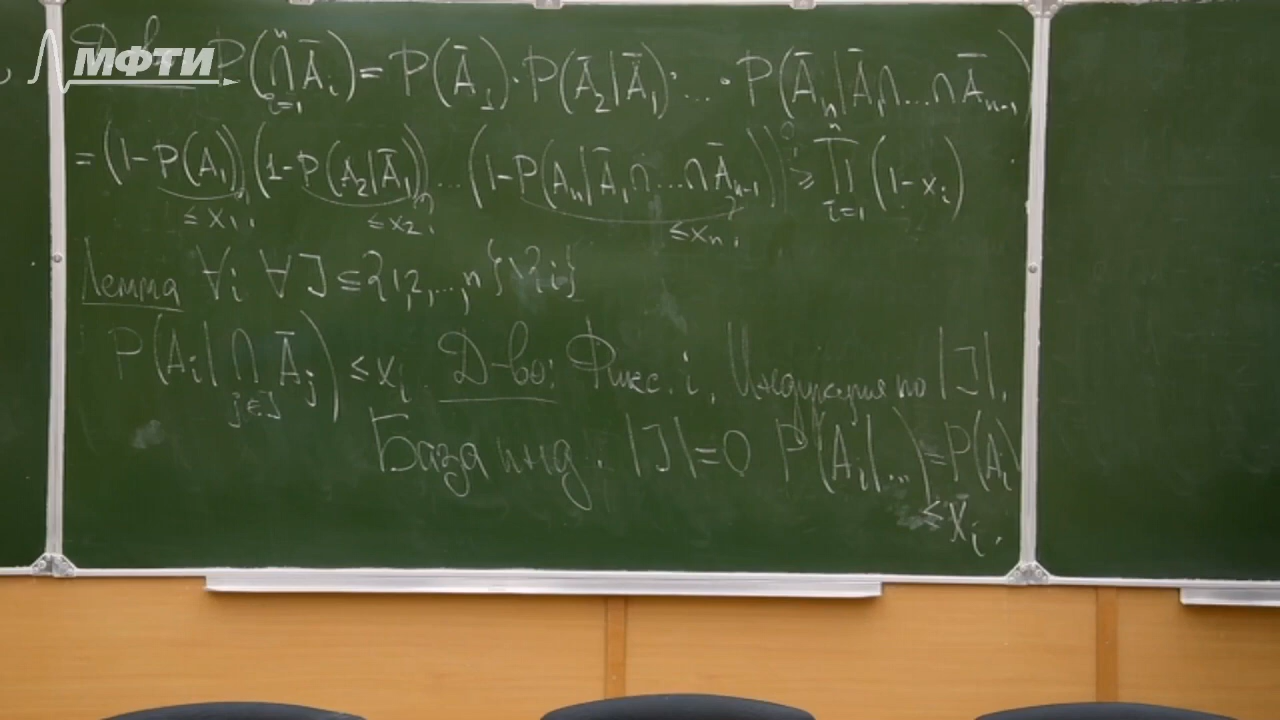 МФТИ
Д-во P(⋂_{i=1}^{n} Ā_i) = P(Ā_1)·P(Ā_2|Ā_1)·...·P(Ā_n|Ā_1∩...∩Ā_{n-1})
=(1-P(A_1))(1-P(A_2|Ā_1))...(1-P(A_n|Ā_1∩...∩Ā_{n-1})) ≥ ∏_{i=1}^{n}(1-x_i)
≤x_1 ≤x_2 ≤x_n
Лемма ∀i ∀J⊆{1,2,...,n}\{i}
P(A_i|⋂_{j∈J} Ā_j) ≤ x_i. Д-во: Фикс. i, Индукция по |J|.
База инд.: |J|=0 P(A_i|...)=P(A_i)
≤x_i.